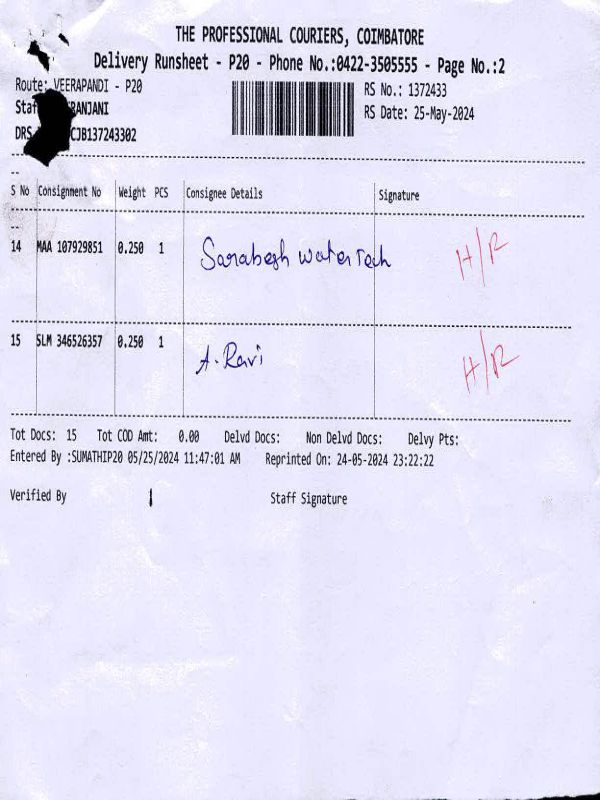 THE PROFESSIONAL COURIERS, COIMBATORE
Delivery Runsheet - P20 - Phone No.:0422-3505555 - Page No.:2
Route: VEERAPANDI - P20 RS No.: 1372433
RS Date: 25-May-2024
DRS CJB137243302
--
S No Consignment No Weight PCS Consignee Details Signature
--
14 MAA 107929851 0.250 1 Sarabesh Water Tech H/R
15 SLM 346526357 0.250 1 A. Ravi H/R
Tot Docs: 15 Tot COD Amt: 0.00 Delvd Docs: Non Delvd Docs: Delvy Pts:
Entered By :SUMATHIP20 05/25/2024 11:47:01 AM Reprinted On: 24-05-2024 23:22:22
Verified By Staff Signature